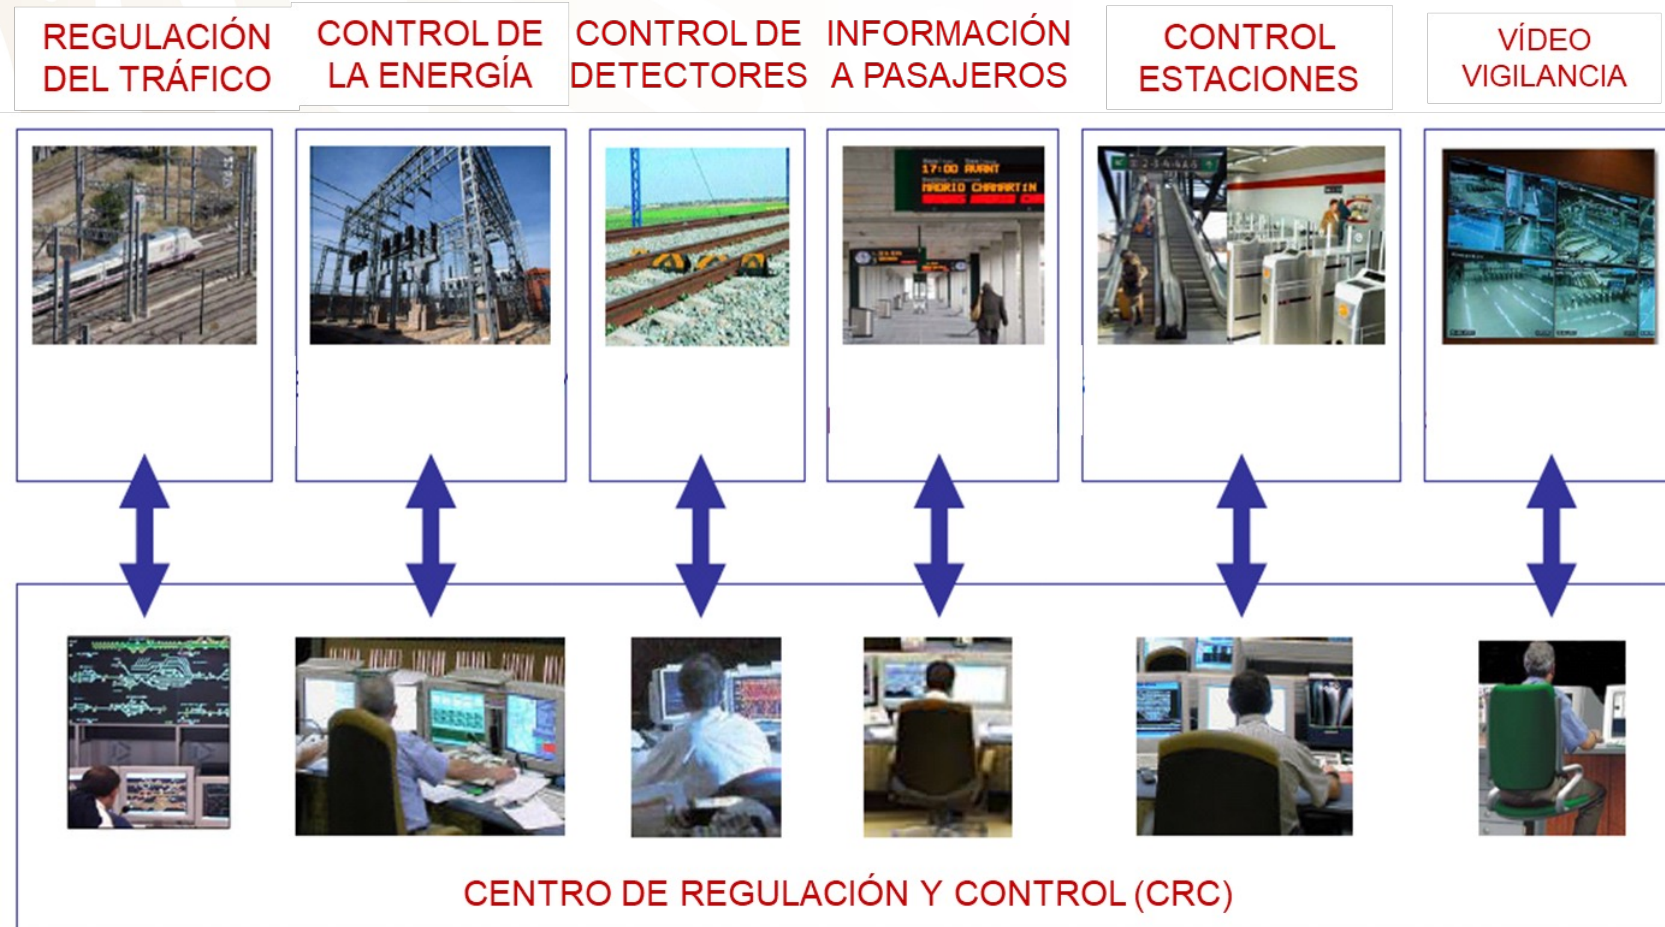 REGULACIÓN
DEL TRÁFICO
CONTROL DE
LA ENERGÍA
CONTROL DE
DETECTORES
INFORMACIÓN
A PASAJEROS
CONTROL
ESTACIONES
VÍDEO
VIGILANCIA
17:00 AVANT
MADRID CHAMARTIN
CENTRO DE REGULACIÓN Y CONTROL (CRC)